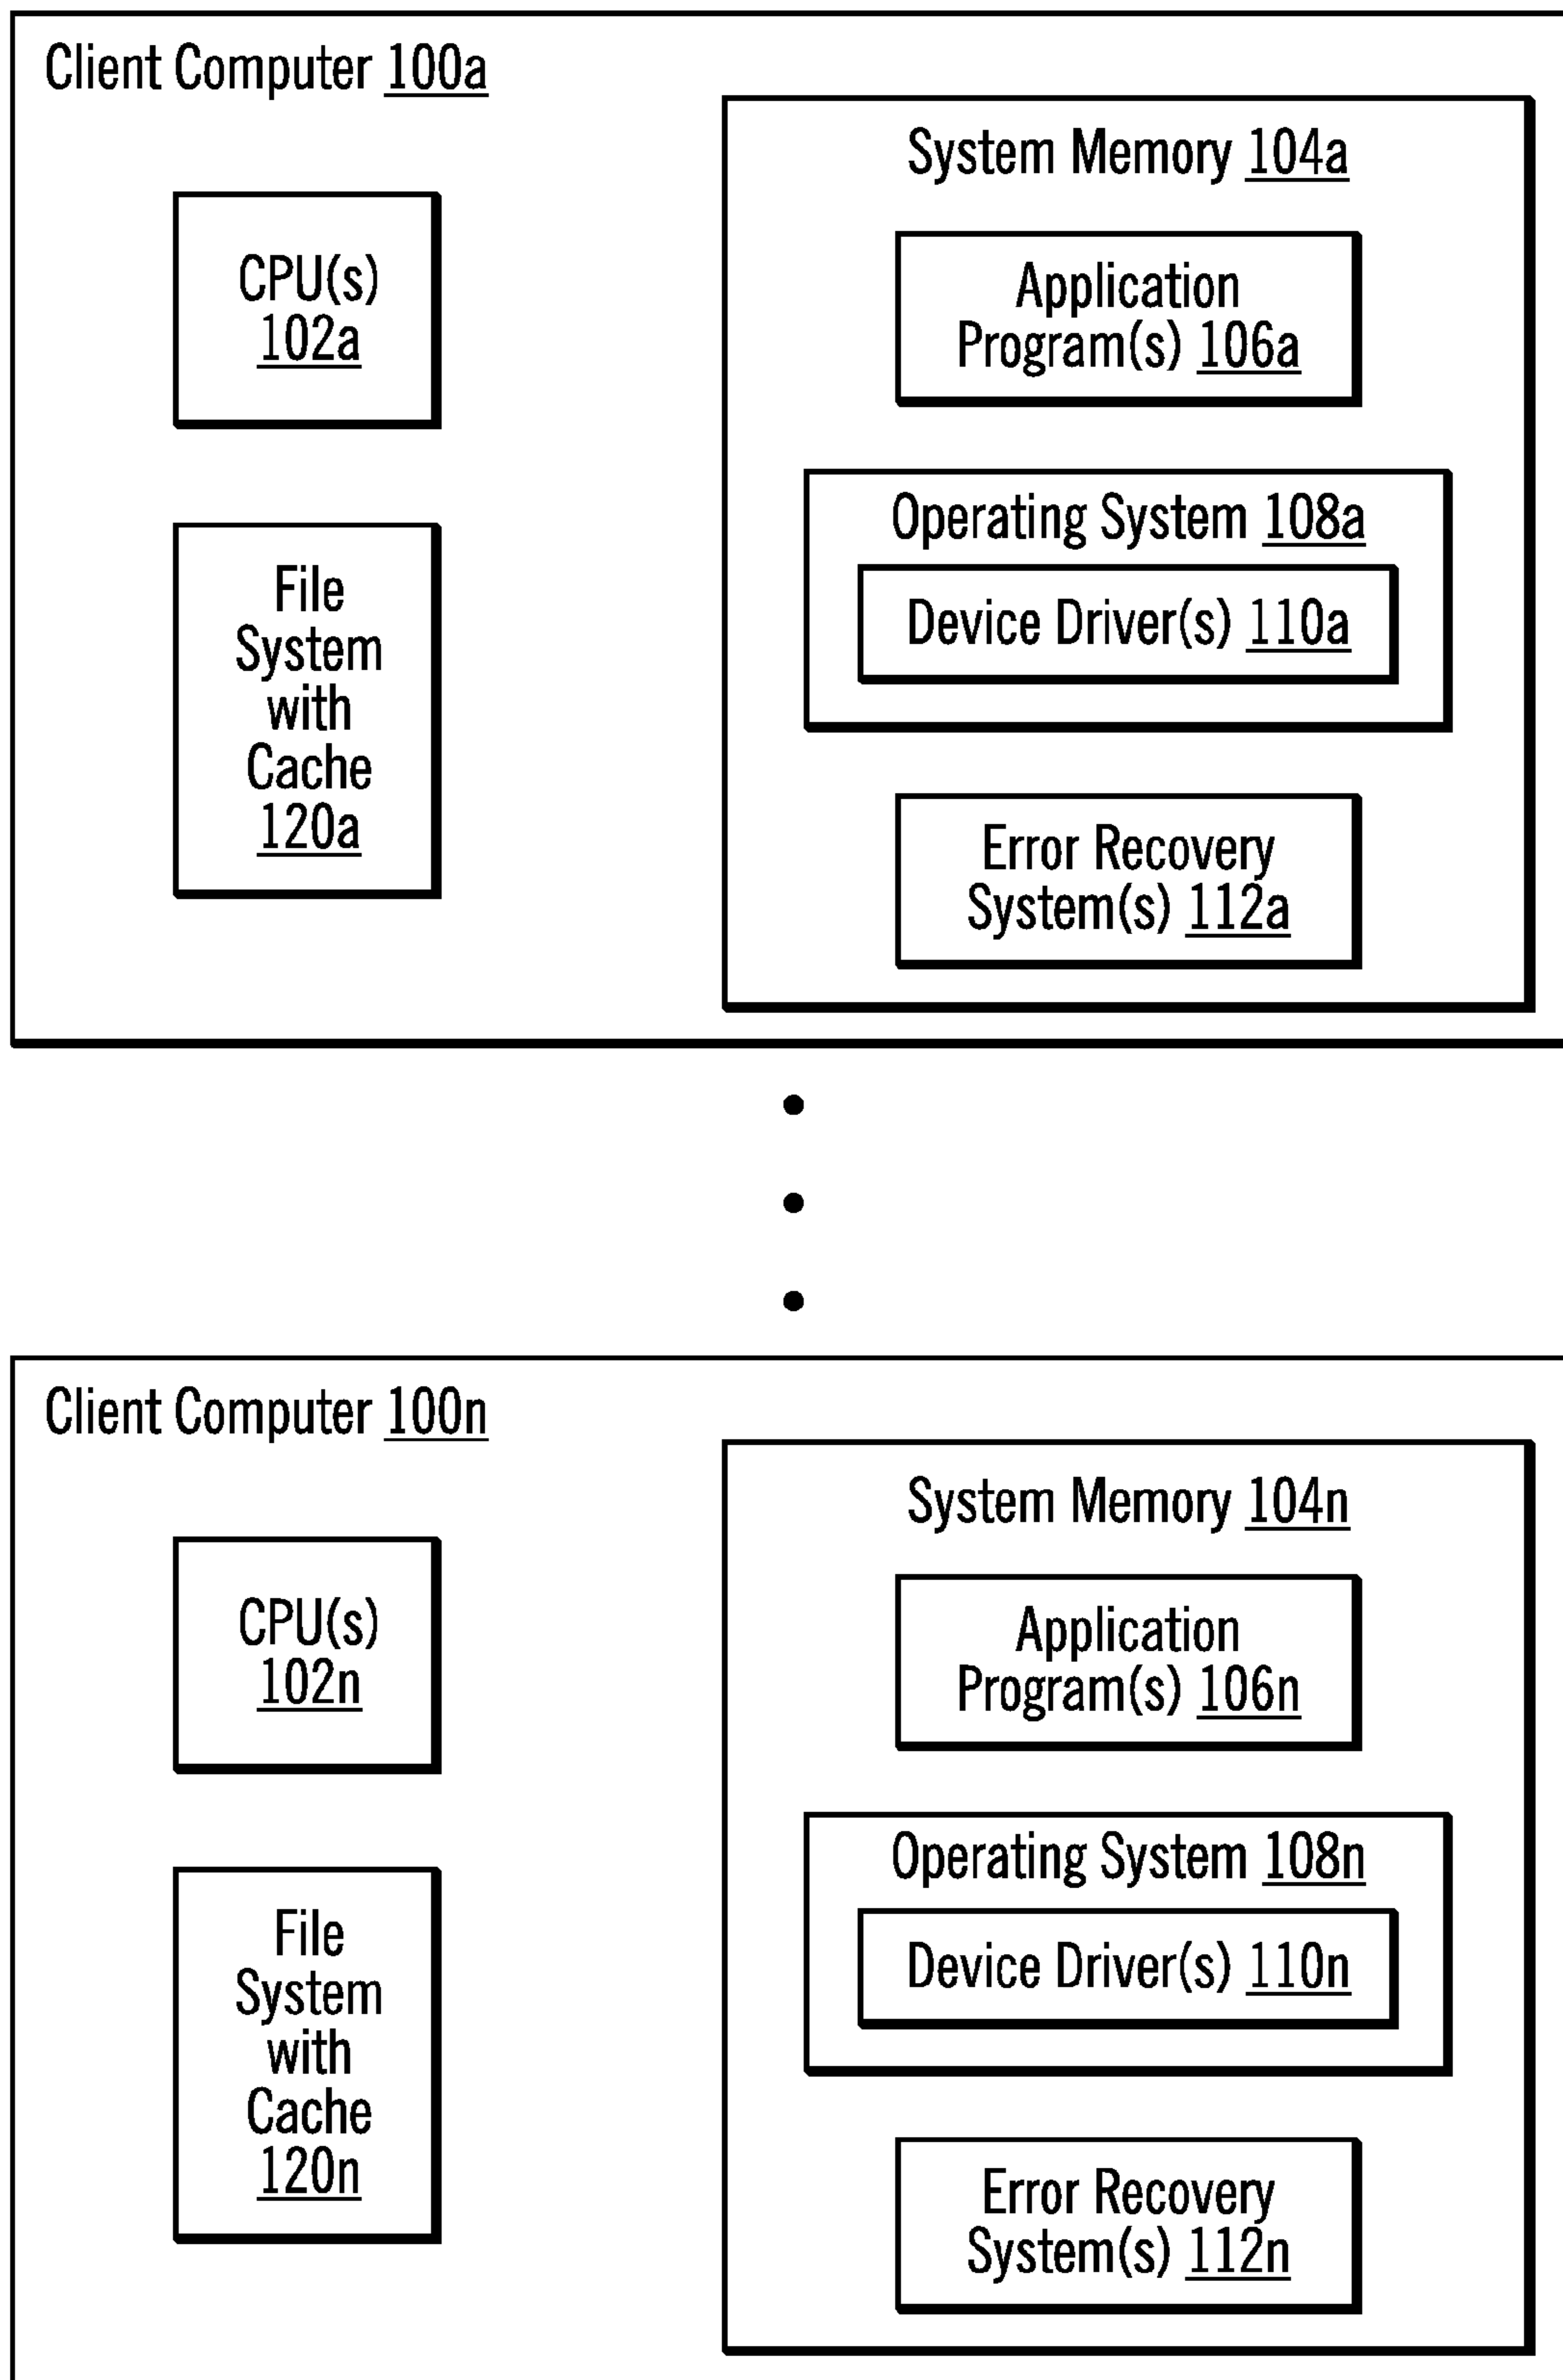 Client Computer 100a
CPU(s)
102a
File
System
with
Cache
120a
System Memory 104a
Application
Program(s) 106a
Operating System 108a
Device Driver(s) 110a
Error Recovery
System(s) 112a
Client Computer 100n
CPU(s)
102n
File
System
with
Cache
120n
System Memory 104n
Application
Program(s) 106n
Operating System 108n
Device Driver(s) 110n
Error Recovery
System(s) 112n